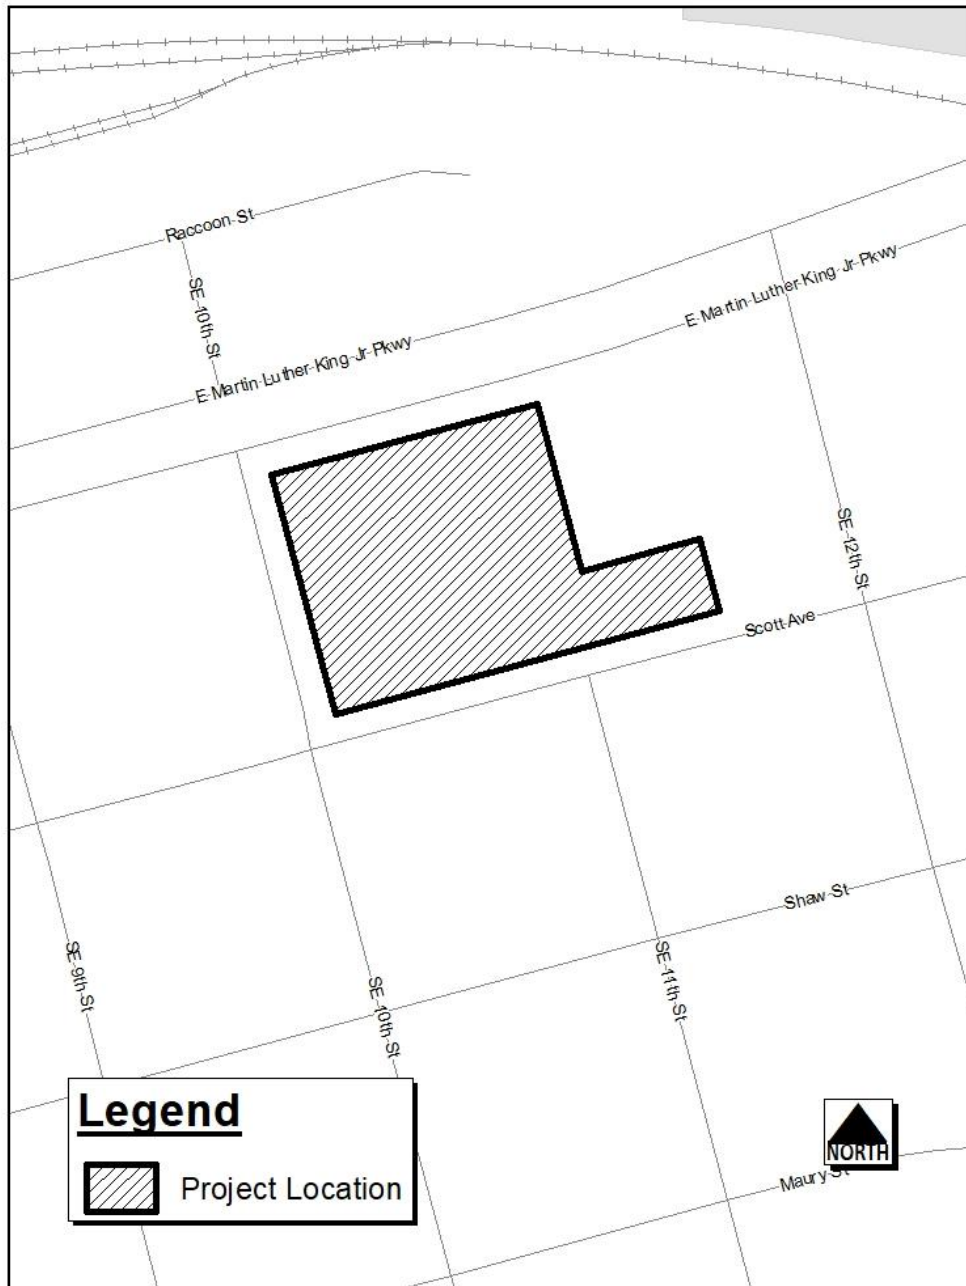 Raccoon St
SE 10th St
E Martin Luther King Jr Pkwy
E Martin Luther King Jr Pkwy
SE 12th St
Scott Ave
Shaw St
SE 9th St
SE 10th St
SE 11th St
Legend
Project Location
NORTH
Maury St